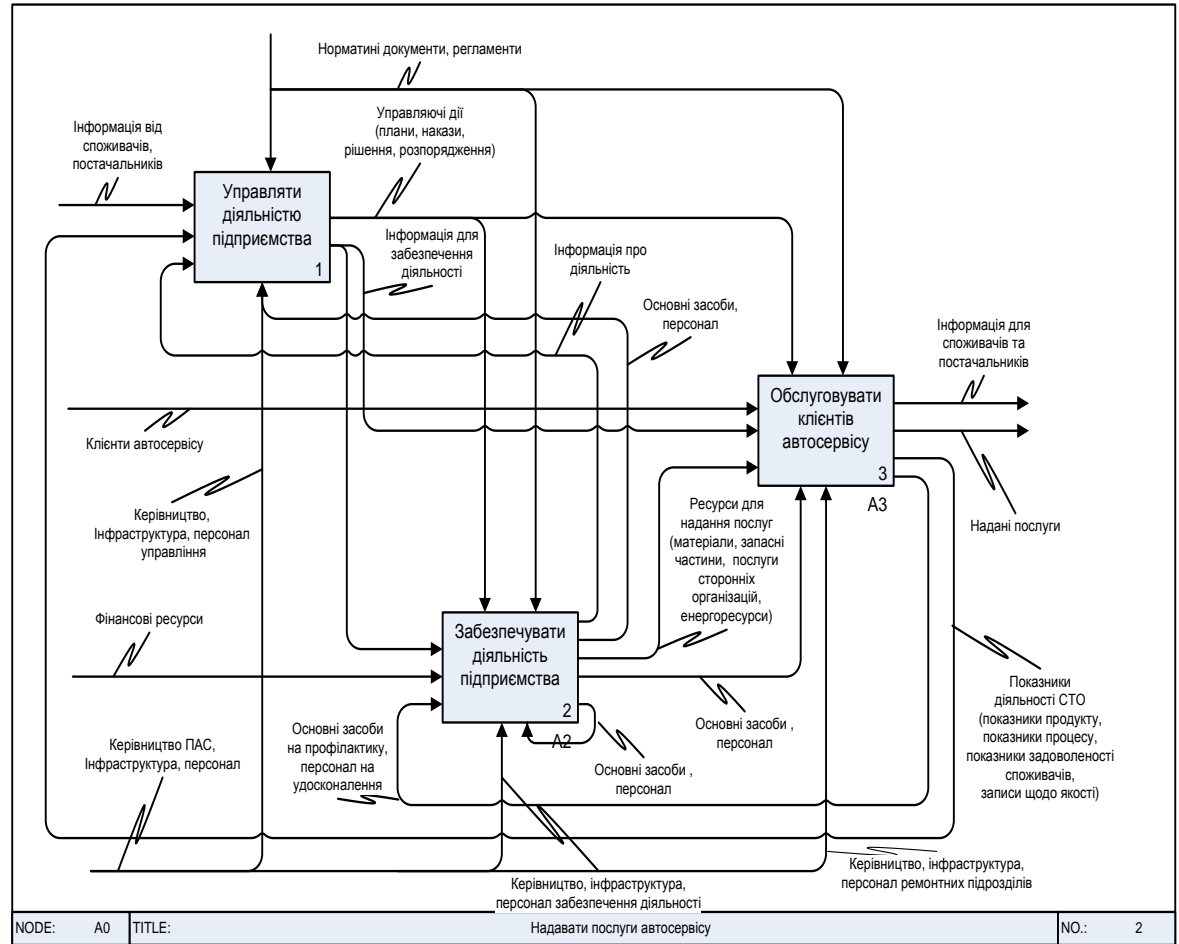 Норматині документи, регламенти
Управляючі дії
(плани, накази,
рішення, розпорядження)
Інформація від
споживачів,
постачальників
Управляти
діяльністю
підприємства
1
Інформація для
забезпечення
діяльності
Інформація про
діяльність
Основні засоби,
персонал
Інформація для
споживачів та
постачальників
Обслуговувати
клієнтів
автосервісу
3
А3
Клієнти автосервісу
Надані послуги
Керівництво,
Інфраструктура, персонал
управління
Ресурси для
надання послуг
(матеріали, запасні
частини, послуги
сторонніх
організацій,
енергоресурси)
Фінансові ресурси
Забезпечувати
діяльність
підприємства
2
А2
Показники
діяльності СТО
(показники продукту,
показники процесу,
показники задоволеності
споживачів,
записи щодо якості)
Основні засоби ,
персонал
Основні засоби
на профілактику,
персонал на
удосконалення
Керівництво ПАС,
Інфраструктура, персонал
Основні засоби ,
персонал
Керівництво, інфраструктура,
персонал ремонтних підрозділів
Керівництво, інфраструктура,
персонал забезпечення діяльності
NODE: A0 TITLE: Надавати послуги автосервісу NO.: 2